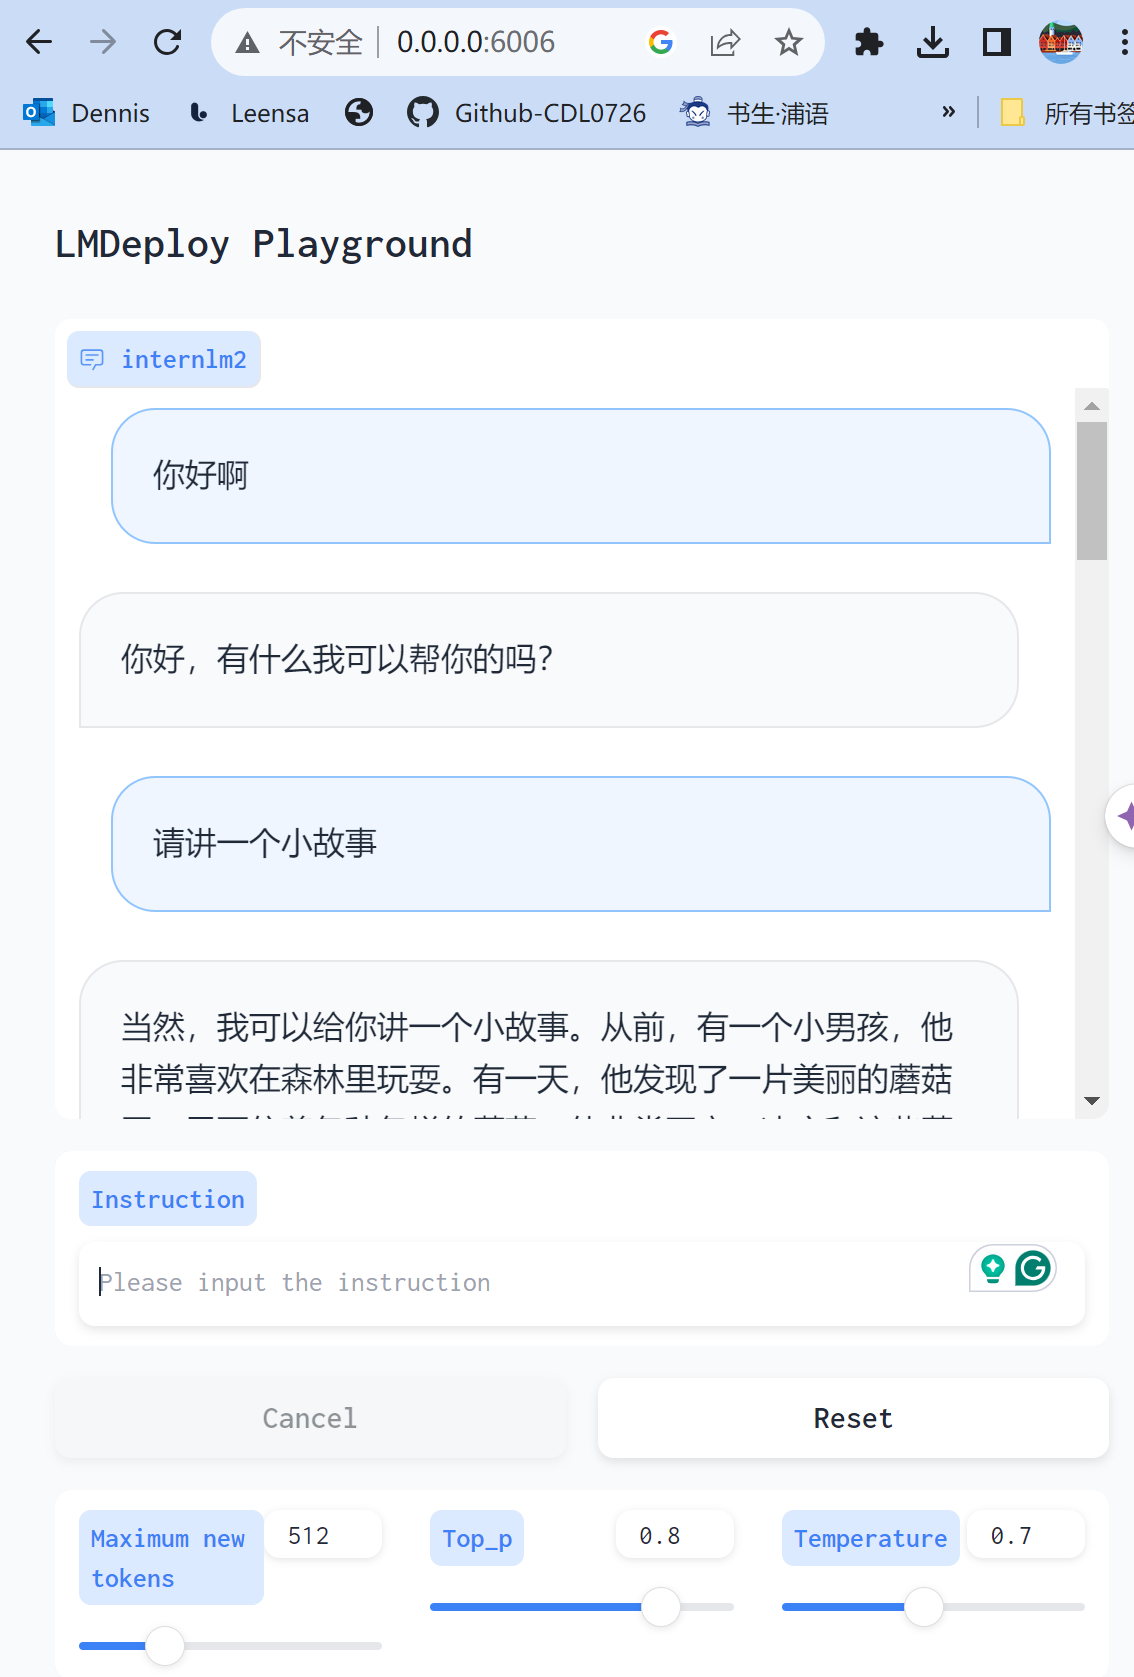 不安全 0.0.0.0:6006
Dennis Leensa Github-CDL0726 书生·浦语 » 所有书签
LMDeploy Playground
internlm2
你好啊
你好，有什么我可以帮你的吗？
请讲一个小故事
当然，我可以给你讲一个小故事。从前，有一个小男孩，他
非常喜欢在森林里玩耍。有一天，他发现了一片美丽的蘑菇
Instruction
Please input the instruction
Cancel Reset
Maximum new tokens 512 Top_p 0.8 Temperature 0.7